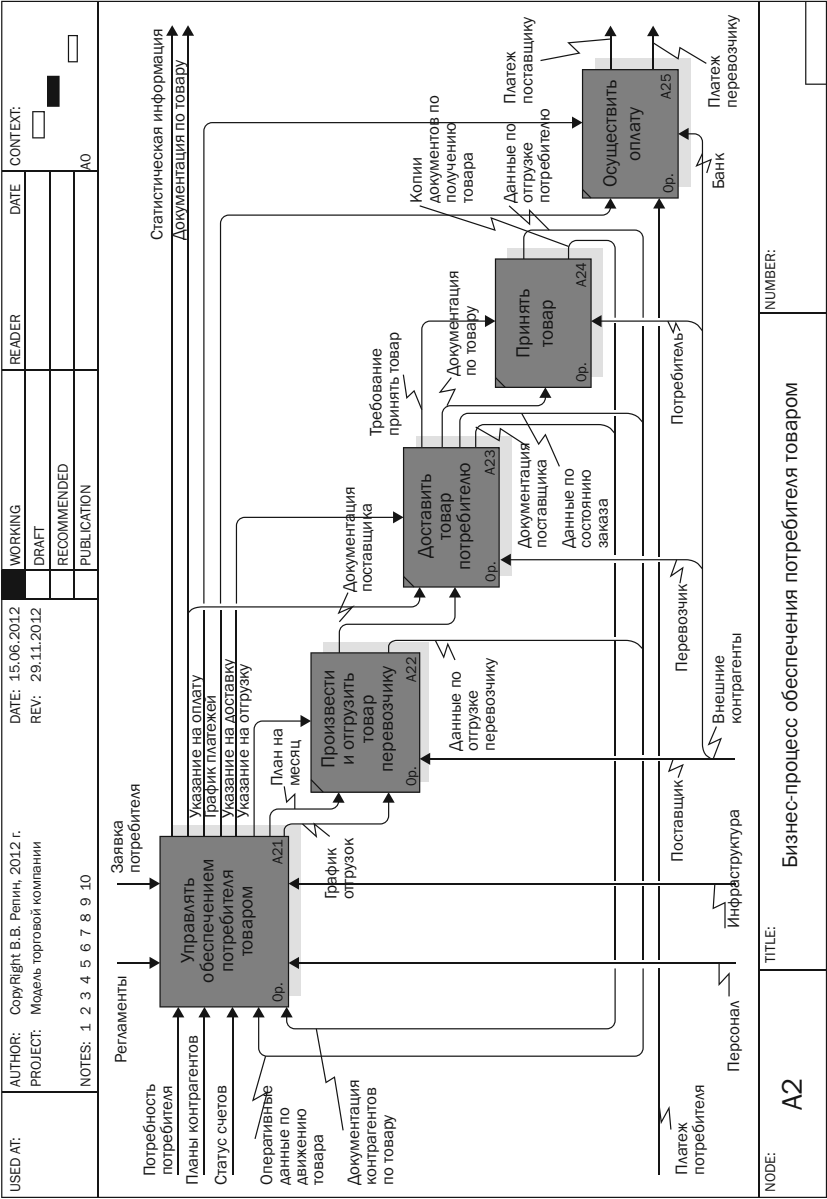 USED AT:
AUTHOR: CopyRight В.В. Репин, 2012 г.
PROJECT: Модель торговой компании
NOTES: 1 2 3 4 5 6 7 8 9 10
DATE: 15.06.2012
REV: 29.11.2012
WORKING
DRAFT
RECOMMENDED
PUBLICATION
READER
DATE
CONTEXT:
A0
Регламенты
Заявка
потребителя
Потребность
потребителя
Планы контрагентов
Статус счетов
Оперативные
данные по
движению
товара
Документация
контрагентов
по товару
Управлять
обеспечением
потребителя
товаром
0р.
A21
Статистическая информация
Документация по товару
Указание на оплату
График платежей
Указание на доставку
Указание на отгрузку
План на
месяц
График
отгрузок
Произвести
и отгрузить
товар
перевозчику
0р.
A22
Документация
поставщика
Данные по
отгрузке
перевозчику
Доставить
товар
потребителю
0р.
A23
Требование
принять товар
Документация
по товару
Документация
поставщика
Данные по
состоянию
заказа
Принять
товар
0р.
A24
Копии
документов по
получению
товара
Данные по
отгрузке
потребителю
Осуществить
оплату
0р.
A25
Платеж
поставщику
Платеж
перевозчику
Платеж
потребителя
Персонал
Инфраструктура
Поставщик
Внешние
контрагенты
Перевозчик
Потребитель
Банк
NODE:
A2
TITLE:
Бизнес-процесс обеспечения потребителя товаром
NUMBER: